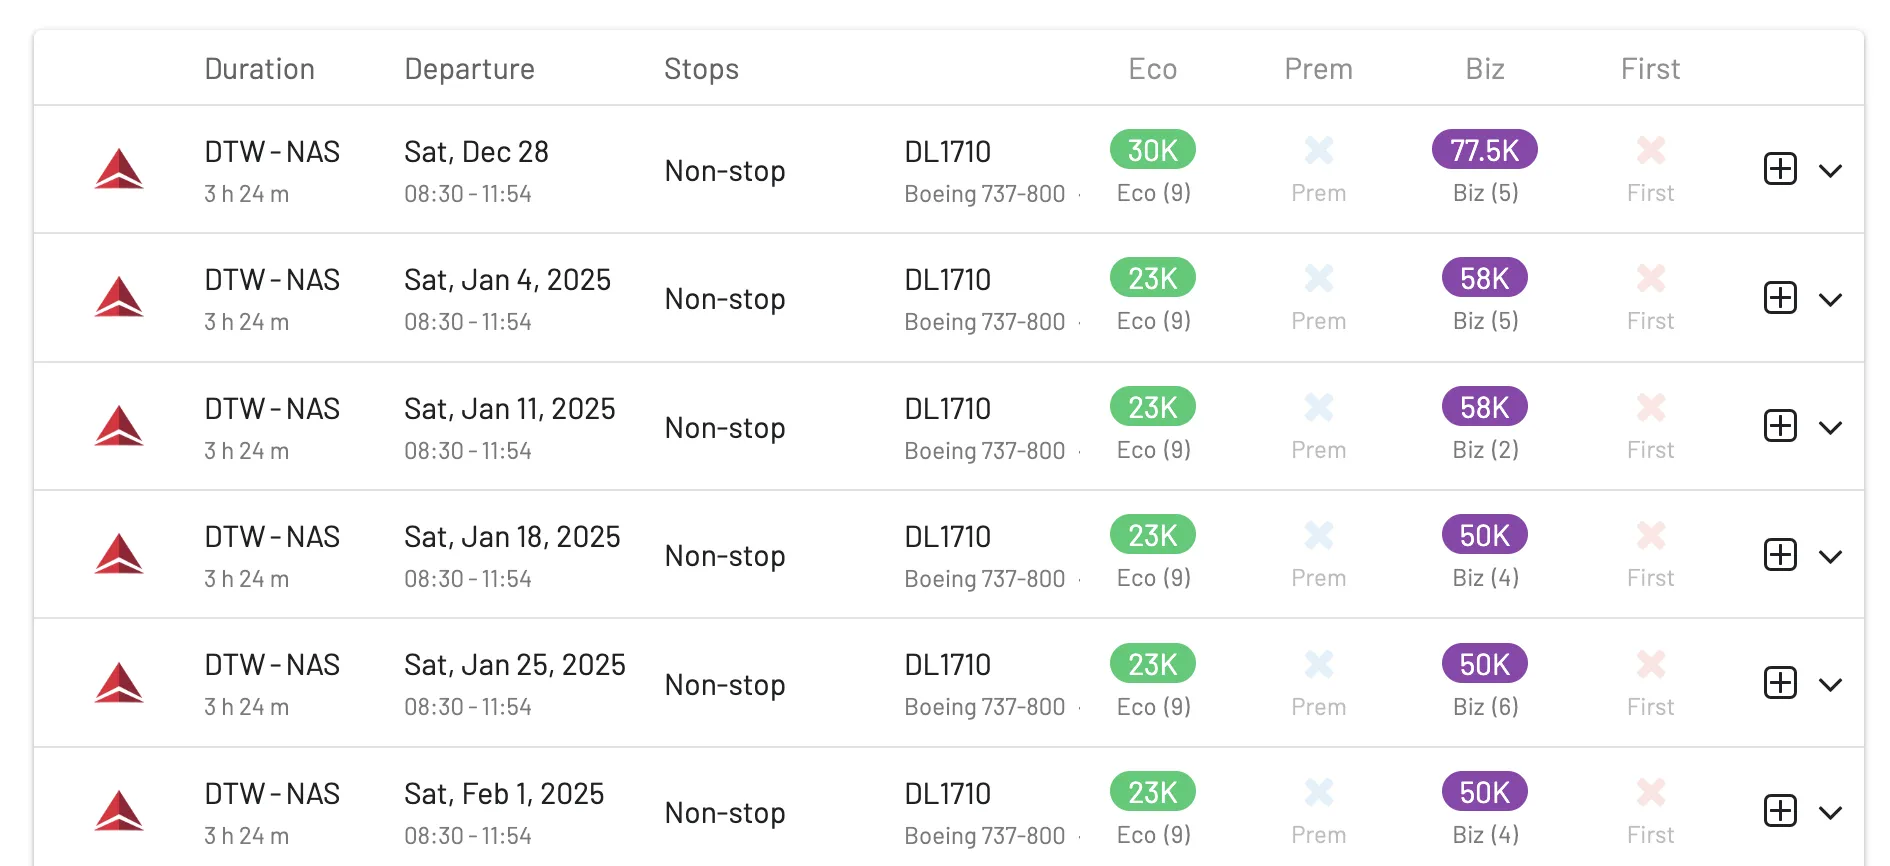 Duration Departure Stops Eco Prem Biz First
DTW - NAS Sat, Dec 28 Non-stop DL1710 30K 77.5K
3 h 24 m 08:30 - 11:54 Boeing 737-800 · Eco (9) Prem Biz (5) First
DTW - NAS Sat, Jan 4, 2025 Non-stop DL1710 23K 58K
3 h 24 m 08:30 - 11:54 Boeing 737-800 · Eco (9) Prem Biz (5) First
DTW - NAS Sat, Jan 11, 2025 Non-stop DL1710 23K 58K
3 h 24 m 08:30 - 11:54 Boeing 737-800 · Eco (9) Prem Biz (2) First
DTW - NAS Sat, Jan 18, 2025 Non-stop DL1710 23K 50K
3 h 24 m 08:30 - 11:54 Boeing 737-800 · Eco (9) Prem Biz (4) First
DTW - NAS Sat, Jan 25, 2025 Non-stop DL1710 23K 50K
3 h 24 m 08:30 - 11:54 Boeing 737-800 · Eco (9) Prem Biz (6) First
DTW - NAS Sat, Feb 1, 2025 Non-stop DL1710 23K 50K
3 h 24 m 08:30 - 11:54 Boeing 737-800 · Eco (9) Prem Biz (4) First